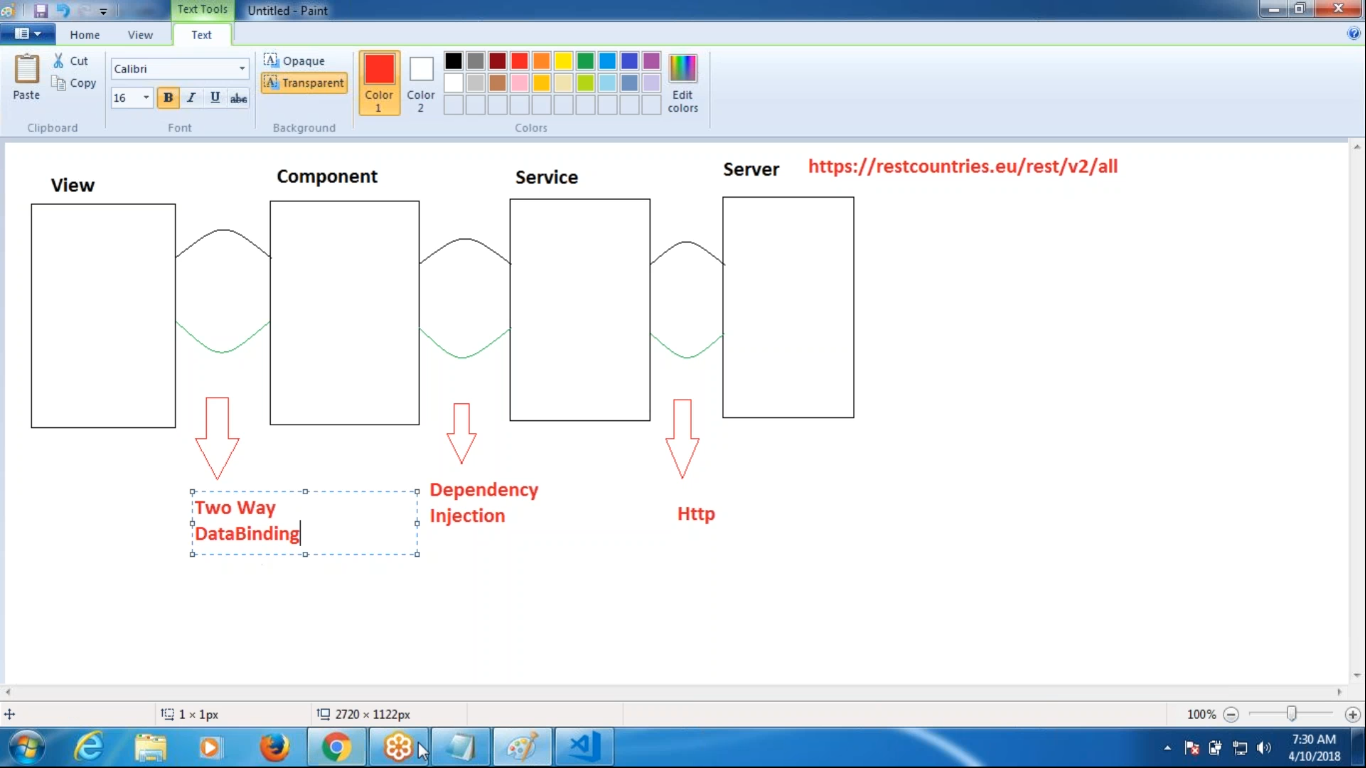 Text Tools
Untitled - Paint
Home
View
Text
Paste
Cut
Copy
Clipboard
Calibri
16
B I U abc
Font
Opaque
Transparent
Background
Color
1
Color
2
Edit
colors
Colors
View
Component
Service
Server
https://restcountries.eu/rest/v2/all
Two Way
DataBinding
Dependency
Injection
Http
1 × 1px
2720 × 1122px
100%
7:30 AM
4/10/2018